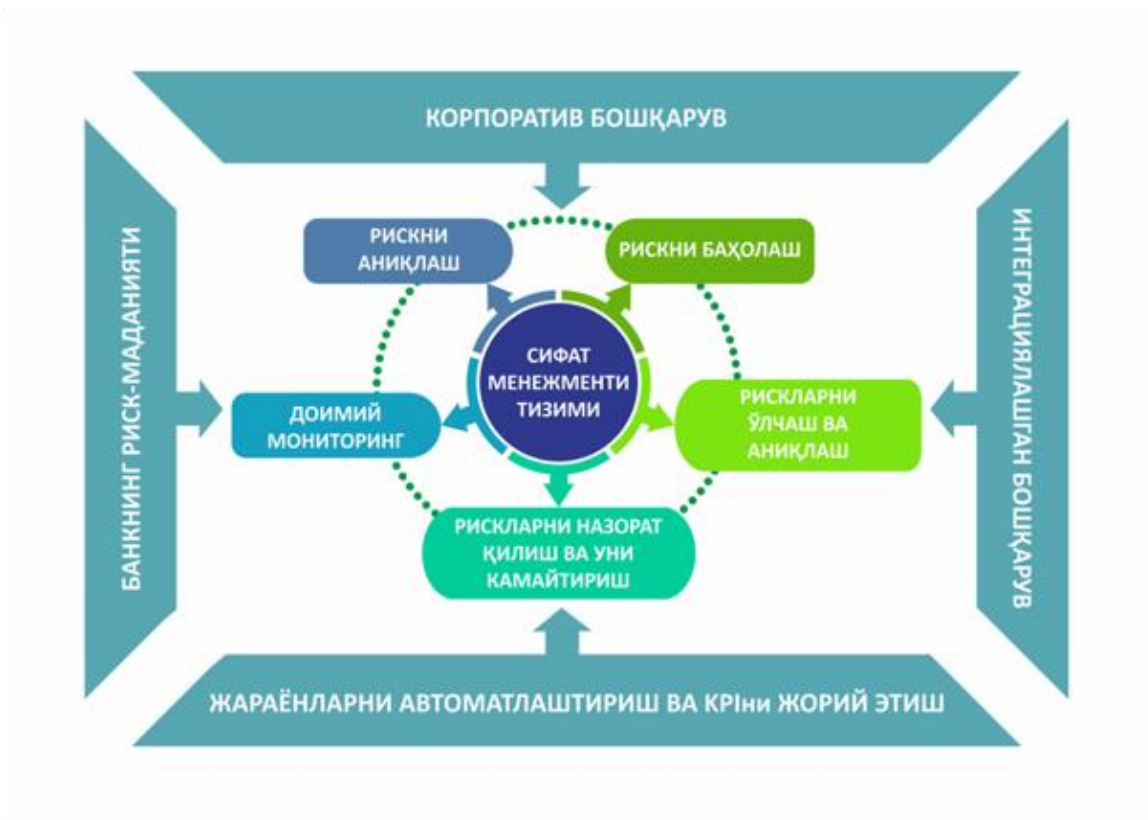 КОРПОРАТИВ БОШҚАРУВ
БАНКНИНГ РИСК-МАДАНИЯТИ
РИСКНИ
АНИҚЛАШ
РИСКНИ БАҲОЛАШ
СИФАТ
МЕНЕЖМЕНТИ
ТИЗИМИ
ДОИМИЙ
МОНИТОРИНГ
РИСКЛАРНИ
ЎЛЧАШ ВА
АНИҚЛАШ
РИСКЛАРНИ НАЗОРАТ
ҚИЛИШ ВА УНИ
КАМАЙТИРИШ
ИНТЕГРАЦИЯЛАШГАН БОШҚАРУВ
ЖАРАЁНЛАРНИ АВТОМАТЛАШТИРИШ ВА KPIни ЖОРИЙ ЭТИШ